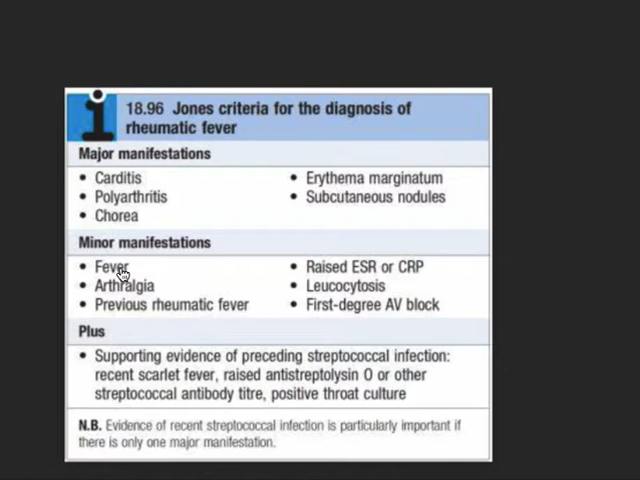 18.96 Jones criteria for the diagnosis of
rheumatic fever
Major manifestations
• Carditis
• Polyarthritis
• Chorea
• Erythema marginatum
• Subcutaneous nodules
Minor manifestations
• Fever
• Arthralgia
• Previous rheumatic fever
• Raised ESR or CRP
• Leucocytosis
• First-degree AV block
Plus
• Supporting evidence of preceding streptococcal infection:
recent scarlet fever, raised antistreptolysin O or other
streptococcal antibody titre, positive throat culture
N.B. Evidence of recent streptococcal infection is particularly important if
there is only one major manifestation.